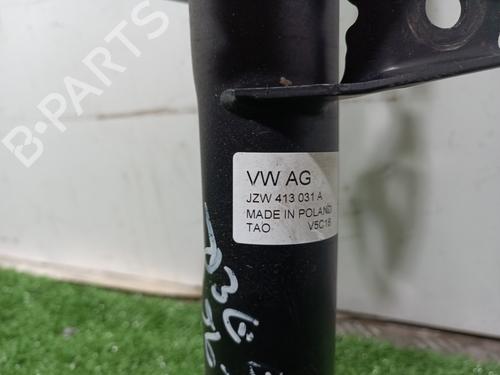 B-PARTS
VW AG
JZW 413 031 A
MADE IN POLAND
TAO V5C18